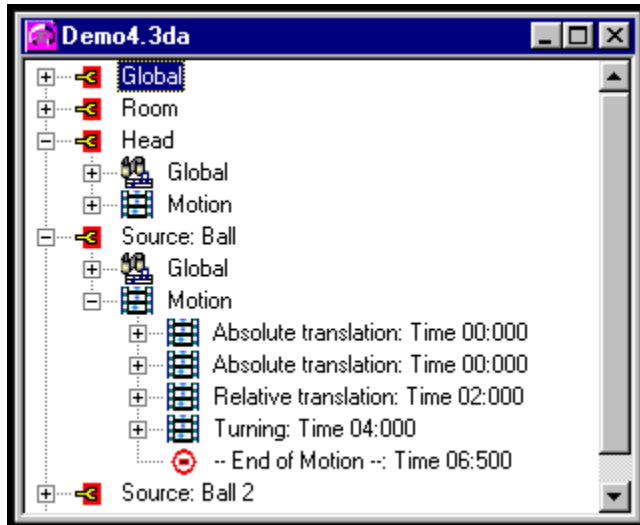 Demo4.3da
Global
Room
Head
Global
Motion
Source: Ball
Global
Motion
Absolute translation: Time 00:000
Absolute translation: Time 00:000
Relative translation: Time 02:000
Turning: Time 04:000
-- End of Motion --: Time 06:500
Source: Ball 2